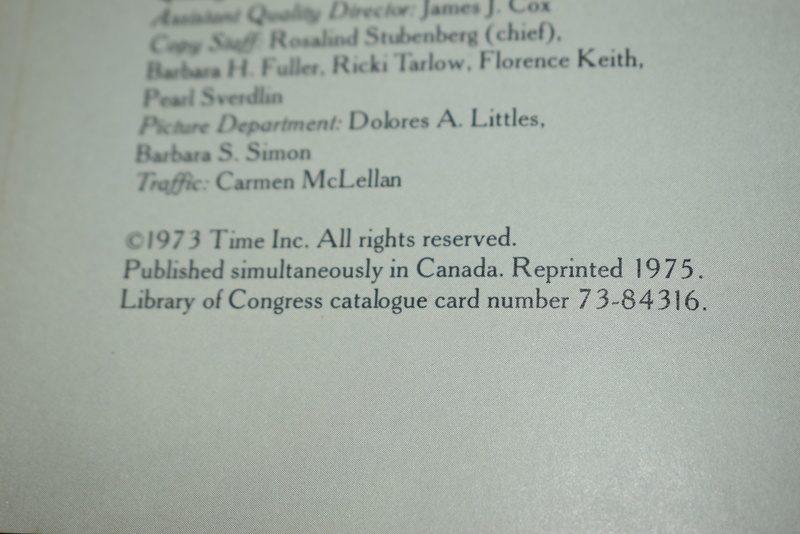 Assistant Quality Director: James J. Cox
Copy Staff: Rosalind Stubenberg (chief),
Barbara H. Fuller, Ricki Tarlow, Florence Keith,
Pearl Sverdlin
Picture Department: Dolores A. Littles,
Barbara S. Simon
Traffic: Carmen McLellan
©1973 Time Inc. All rights reserved.
Published simultaneously in Canada. Reprinted 1975.
Library of Congress catalogue card number 73-84316.